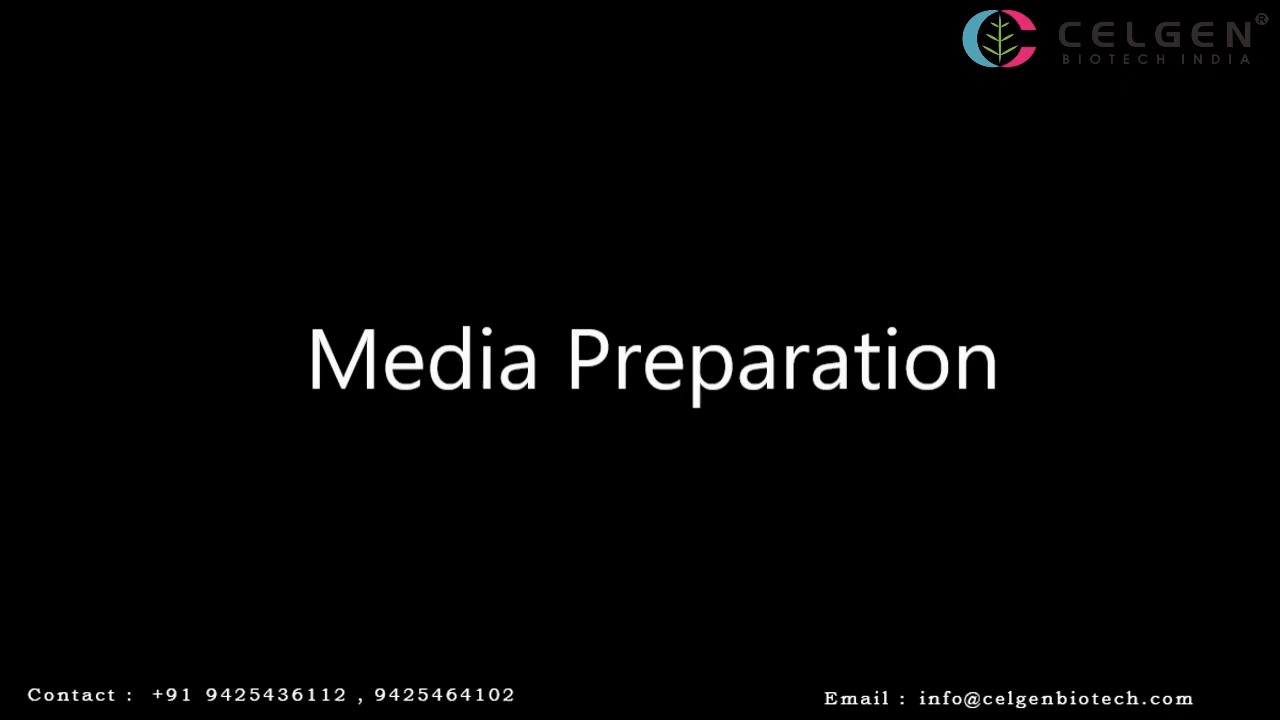 CELGEN®
BIOTECH INDIA
Media Preparation
Contact : +91 9425436112 , 9425464102
Email : info@celgenbiotech.com